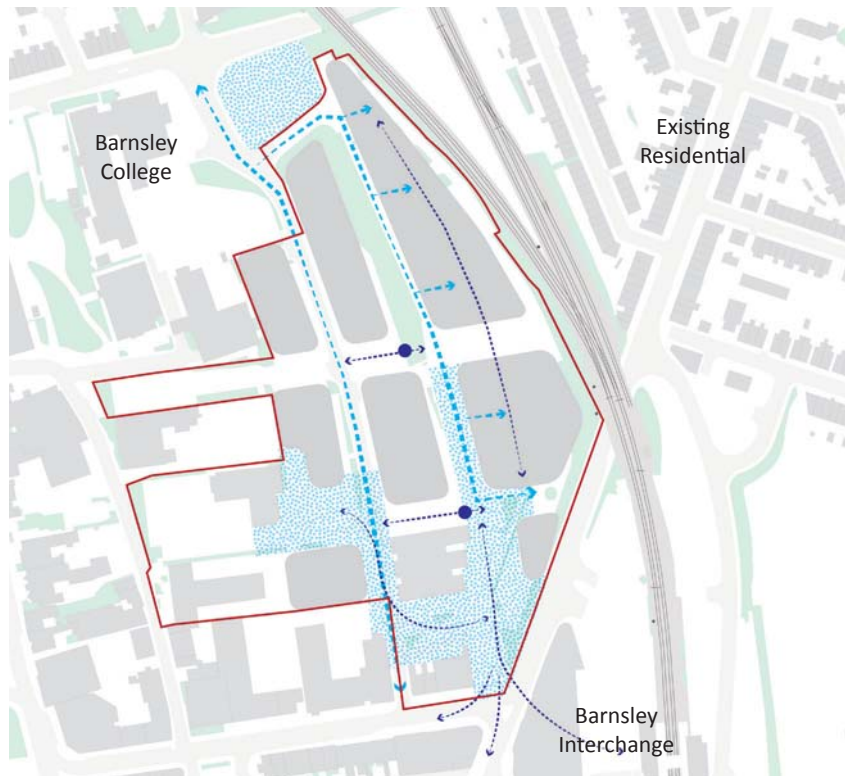 Barnsley
College
Existing
Residential
Barnsley
Interchange